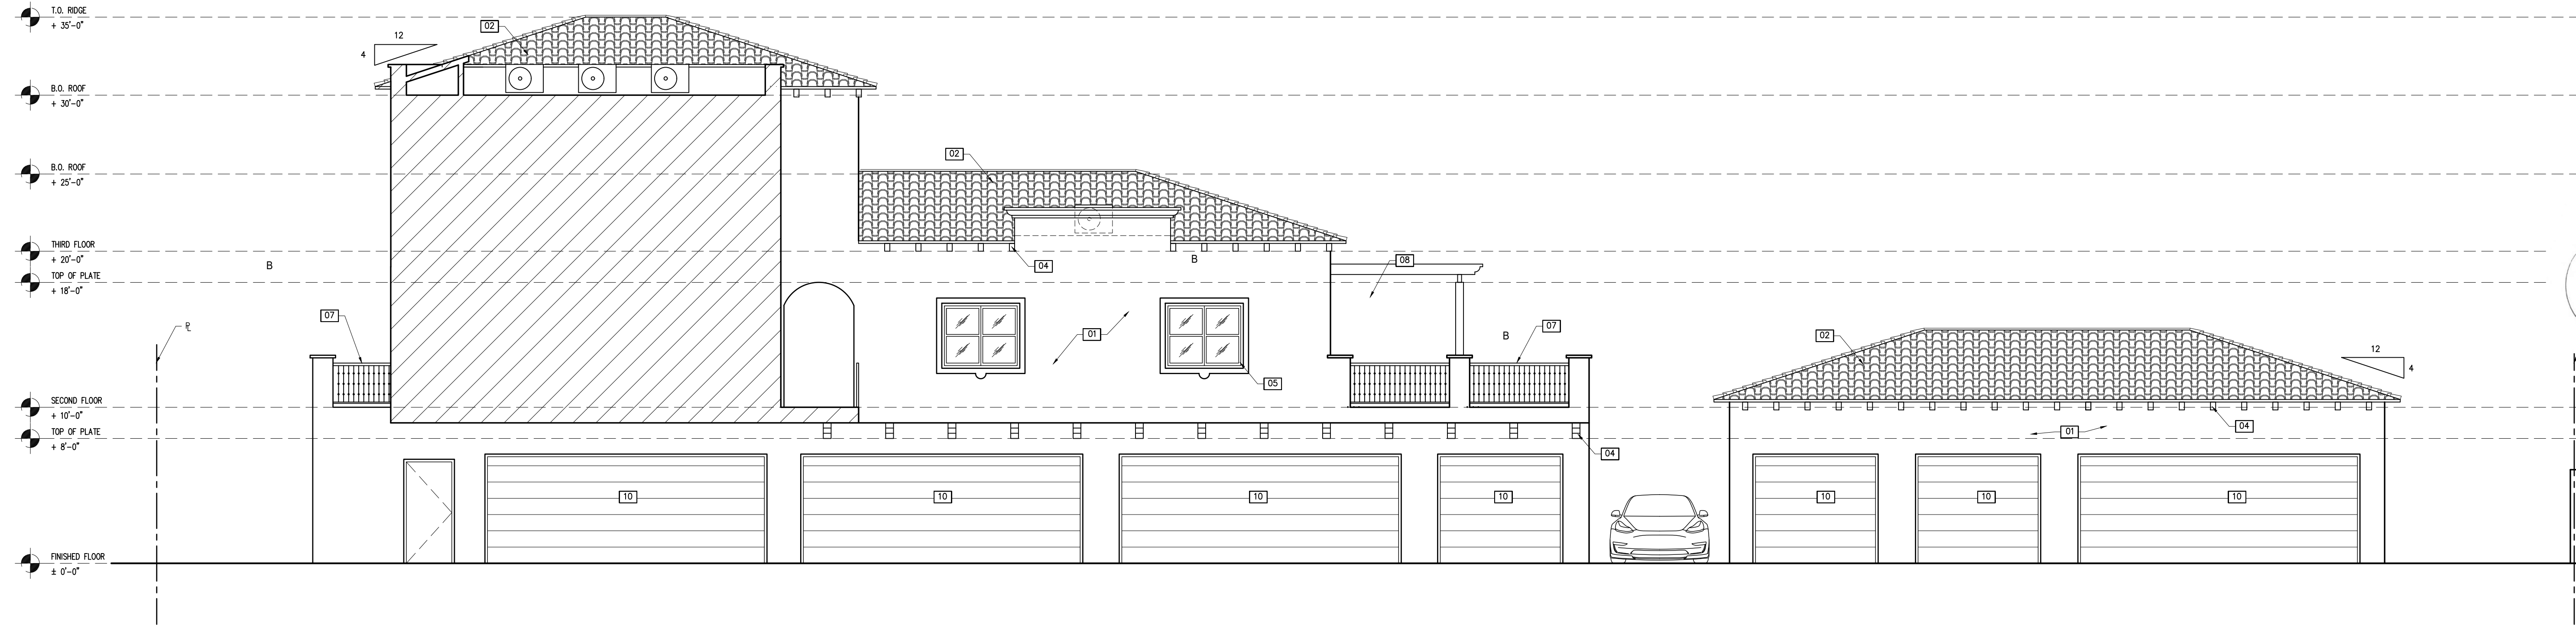 T.O. RIDGE
+ 35'-0"
02
12
4
B.O. ROOF
+ 30'-0"
B.O. ROOF
+ 25'-0"
02
THIRD FLOOR
+ 20'-0"
B
04
B
08
TOP OF PLATE
+ 18'-0"
07
PL
01
07
B
02
12
4
05
SECOND FLOOR
+ 10'-0"
04
01
TOP OF PLATE
+ 8'-0"
04
10
10
10
10
10
10
10
FINISHED FLOOR
± 0'-0"